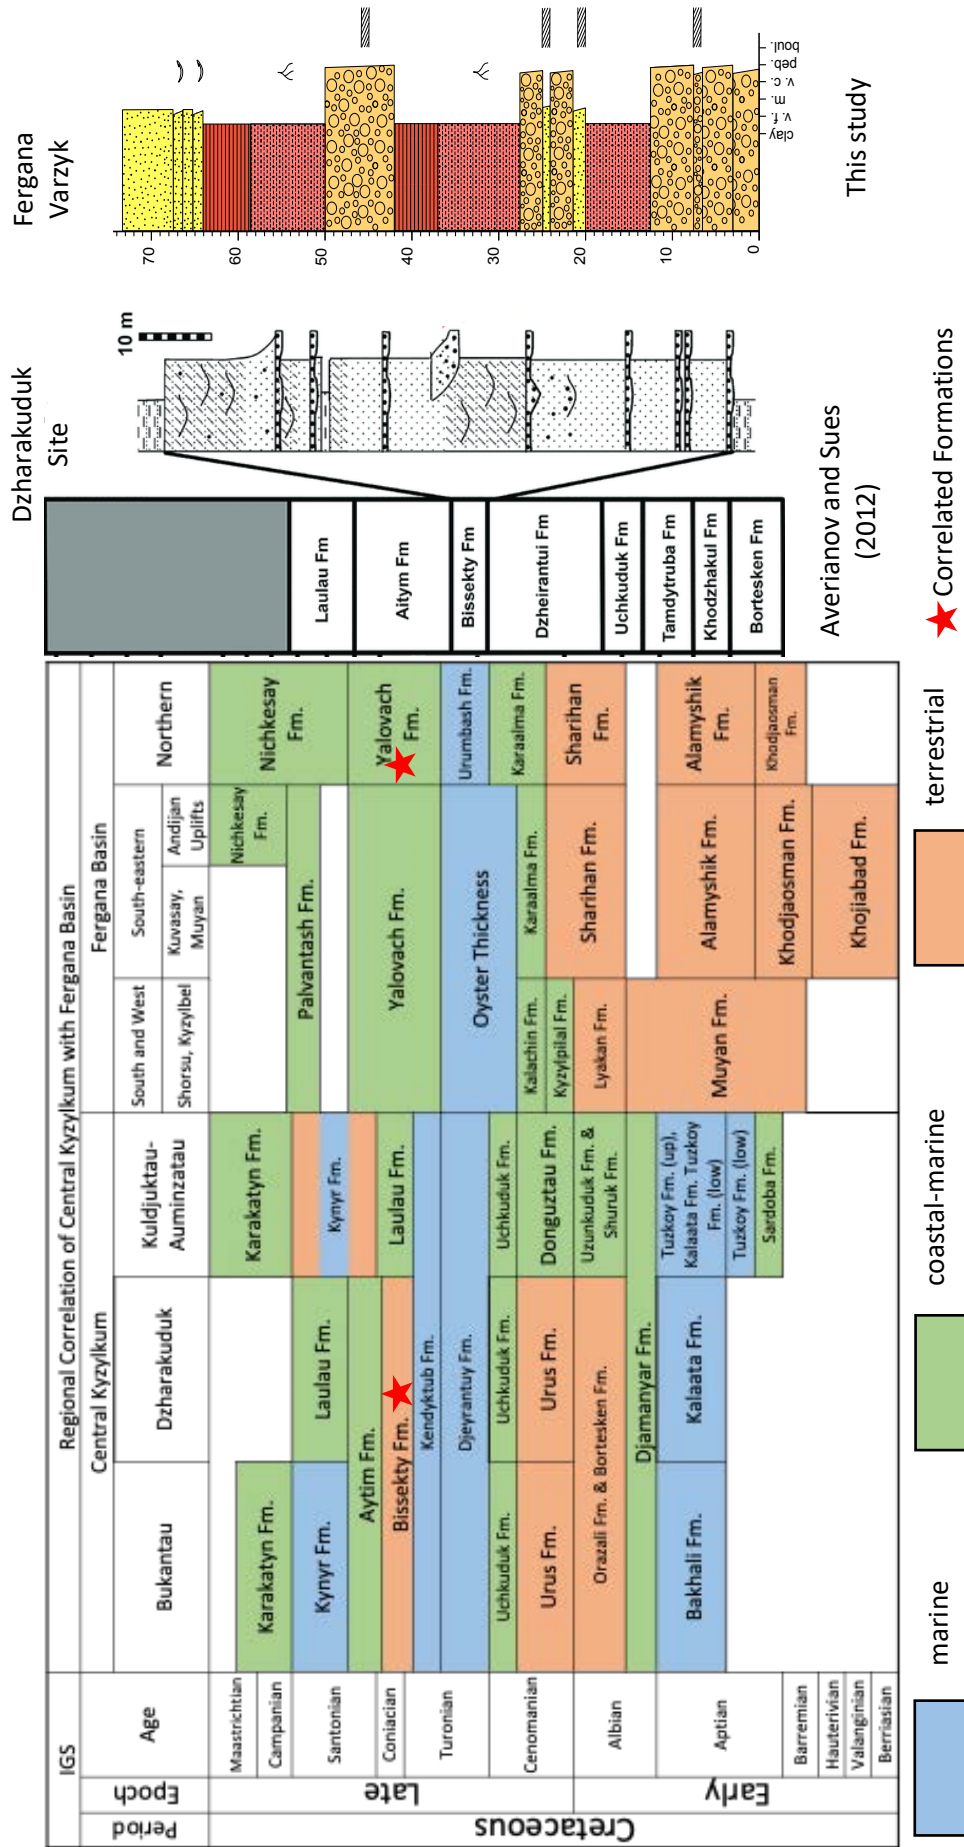 Regional Correlation of Central Kyzylkum with Fergana Basin
IGS
Period
Epoch
Age
Central Kyzylkum
Fergana Basin
Bukantau
Dzharakuduk
Kuldjuktau-
Auminzatau
South and West
South-eastern
Northern
Shorsu, Kyzylbel
Kuvasay,
Muyan
Andijan
Uplifts
Cretaceous
Late
Early
Maastrichtian
Campanian
Santonian
Coniacian
Turonian
Cenomanian
Albian
Aptian
Barremian
Hauterivian
Valanginian
Berriasian
Karakatyn Fm.
Kynyr Fm.
Aytim Fm.
Bissekty Fm.
Kendyktub Fm.
Djeyrantuy Fm.
Uchkuduk Fm.
Urus Fm.
Orazali Fm. & Bortesken Fm.
Djamanyar Fm.
Bakhali Fm.
Laulau Fm.
Uchkuduk Fm.
Urus Fm.
Kalaata Fm.
Karakatyn Fm.
Kynyr Fm.
Laulau Fm.
Uchkuduk Fm.
Donguztau Fm.
Uzunkuduk Fm. &
Shuruk Fm.
Tuzkoy Fm. (up),
Kalaata Fm. Tuzkoy
Fm. (low)
Tuzkoy Fm. (low)
Sardoba Fm.
Palvantash Fm.
Yalovach Fm.
Oyster Thickness
Kalachin Fm.
Kyzylpilal Fm.
Lyakan Fm.
Muyan Fm.
Nichkesay
Fm.
Karaalma Fm.
Sharihan Fm.
Alamyshik Fm.
Khodjaosman Fm.
Khojiabad Fm.
Nichkesay
Fm.
Yalovach
Fm.
Urumbash Fm.
Karaalma Fm.
Sharihan
Fm.
Alamyshik
Fm.
Khodjaosman
Fm.
Dzharakuduk
Site
Laulau Fm
Aitym Fm
Bissekty Fm
Dzheirantui Fm
Uchkuduk Fm
Tamdytruba Fm
Khodzhakul Fm
Bortesken Fm
10 m
Averianov and Sues
(2012)
Fergana
Varzyk
70
60
50
40
30
20
10
0
clay
v. f.
m.
v. c.
peb.
boul.
This study
marine
coastal-marine
terrestrial
Correlated Formations